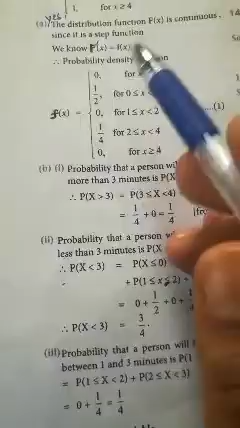 1, for x ≥ 4
yes
(a) The distribution function F(x) is continuous,
since it is a step function
We know F'(x) = f(x),
∴ Probability density
0, for
1/2, for 0 ≤ x
f(x) = 0, for 1 ≤ x < 2 ...(1)
1/4 for 2 ≤ x < 4
0, for x ≥ 4
(b) (i) Probability that a person
more than 3 minutes is P(X
∴ P(X > 3) = P(3 ≤ X < 4)
= 1/4 + 0 = 1/4
(ii) Probability that a person
less than 3 minutes is P(X
∴ P(X < 3) = P(X ≤ 0)
+ P(1 ≤ x ≤ 2) +
= 0 + 1/2 + 0 +
∴ P(X < 3) = 3/4.
(iii) Probability that a person will
between 1 and 3 minutes is P(1
= P(1 ≤ X < 2) + P(2 ≤ X < 3)
= 0 + 1/4 = 1/4